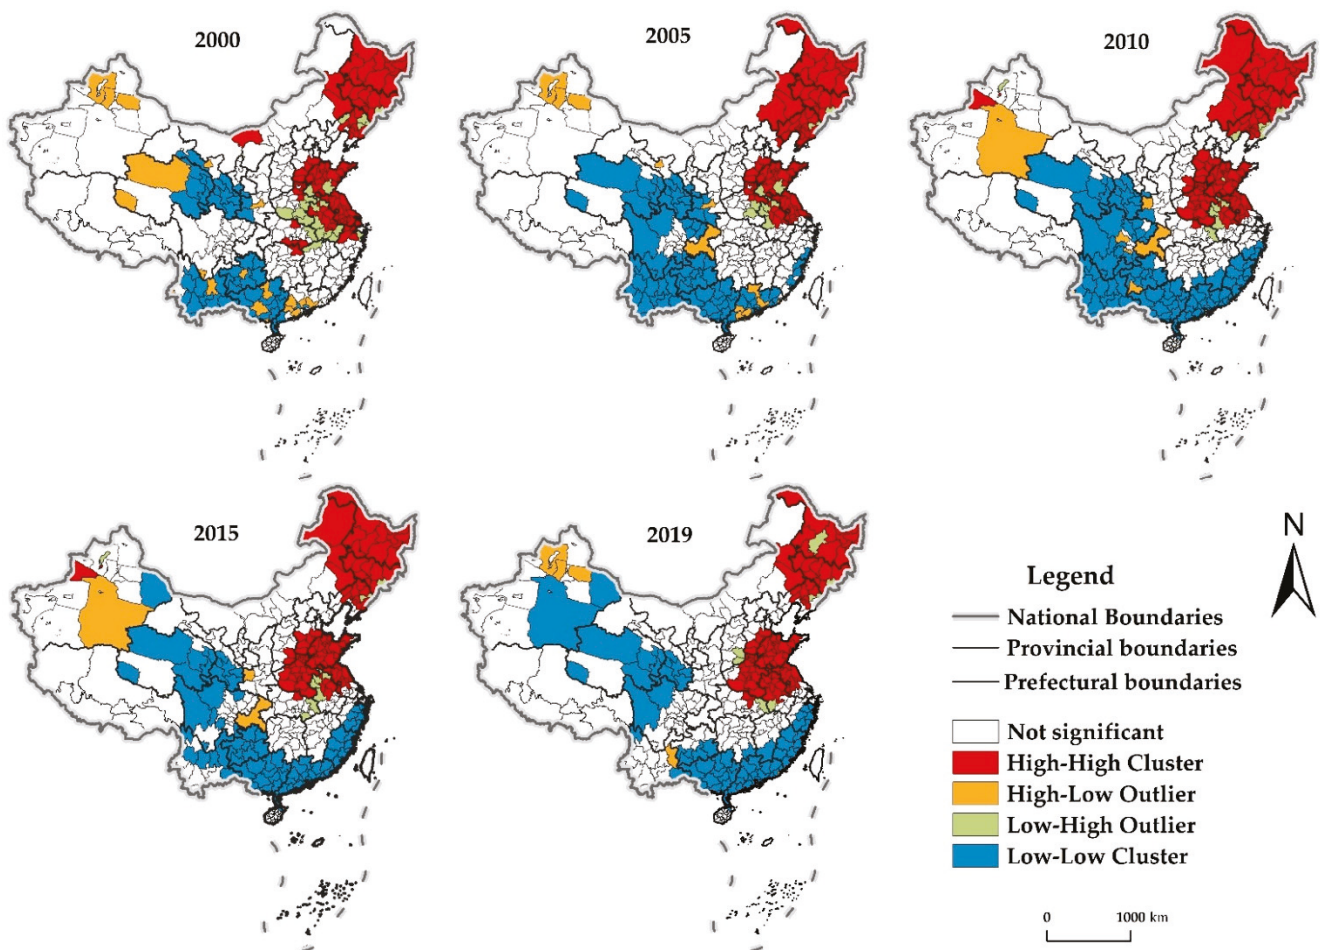 2000
2005
2010
2015
2019
N
Legend
National Boundaries
Provincial boundaries
Prefectural boundaries
Not significant
High-High Cluster
High-Low Outlier
Low-High Outlier
Low-Low Cluster
0 1000 km